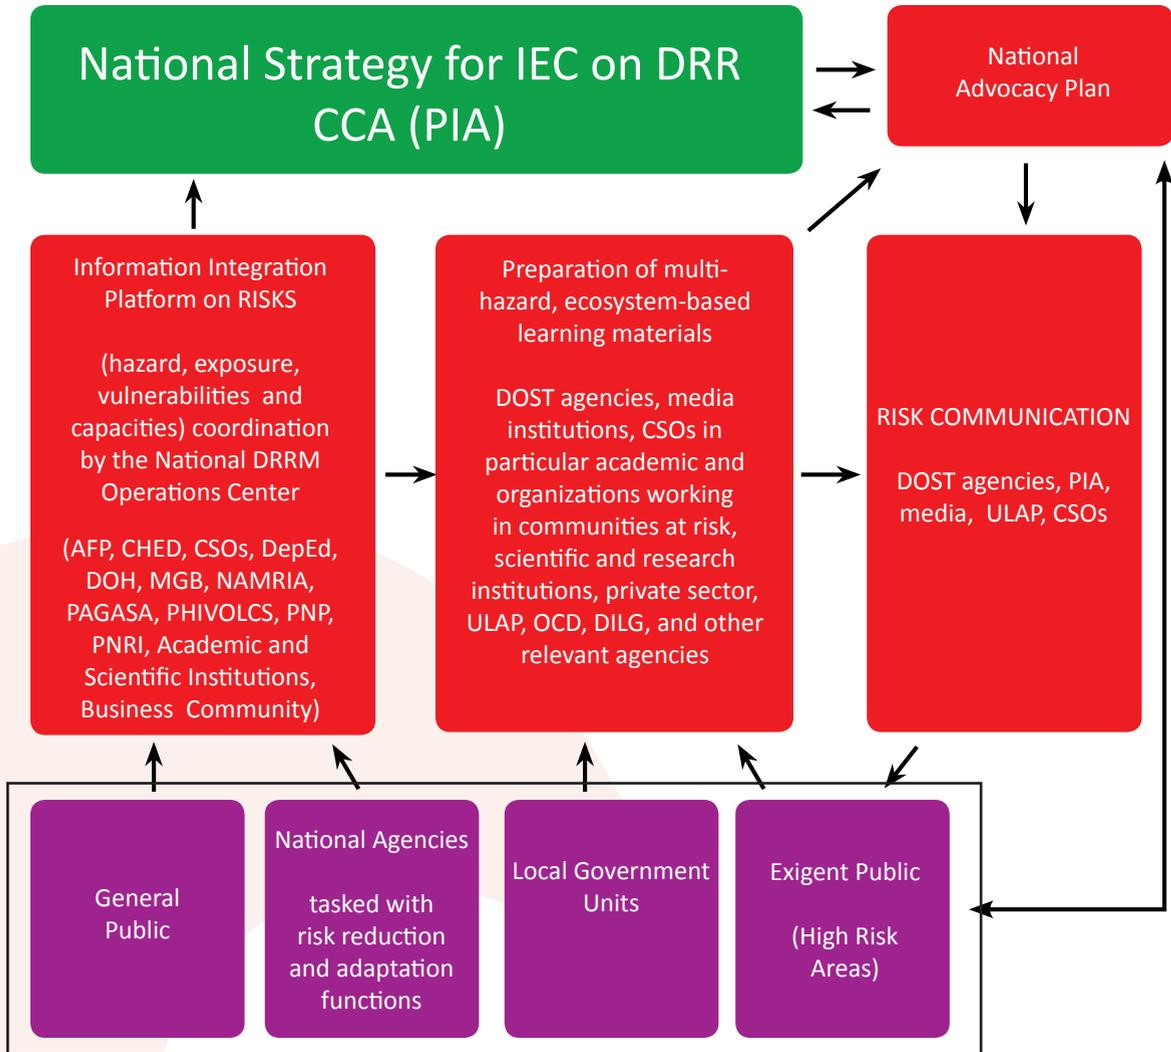 National Strategy for IEC on DRR
CCA (PIA)
National
Advocacy Plan
Information Integration
Platform on RISKS
(hazard, exposure,
vulnerabilities and
capacities) coordination
by the National DRRM
Operations Center
(AFP, CHED, CSOs, DepEd,
DOH, MGB, NAMRIA,
PAGASA, PHIVOLCS, PNP,
PNRI, Academic and
Scientific Institutions,
Business Community)
Preparation of multi-
hazard, ecosystem-based
learning materials
DOST agencies, media
institutions, CSOs in
particular academic and
organizations working
in communities at risk,
scientific and research
institutions, private sector,
ULAP, OCD, DILG, and other
relevant agencies
RISK COMMUNICATION
DOST agencies, PIA,
media, ULAP, CSOs
General
Public
National Agencies
tasked with
risk reduction
and adaptation
functions
Local Government
Units
Exigent Public
(High Risk
Areas)